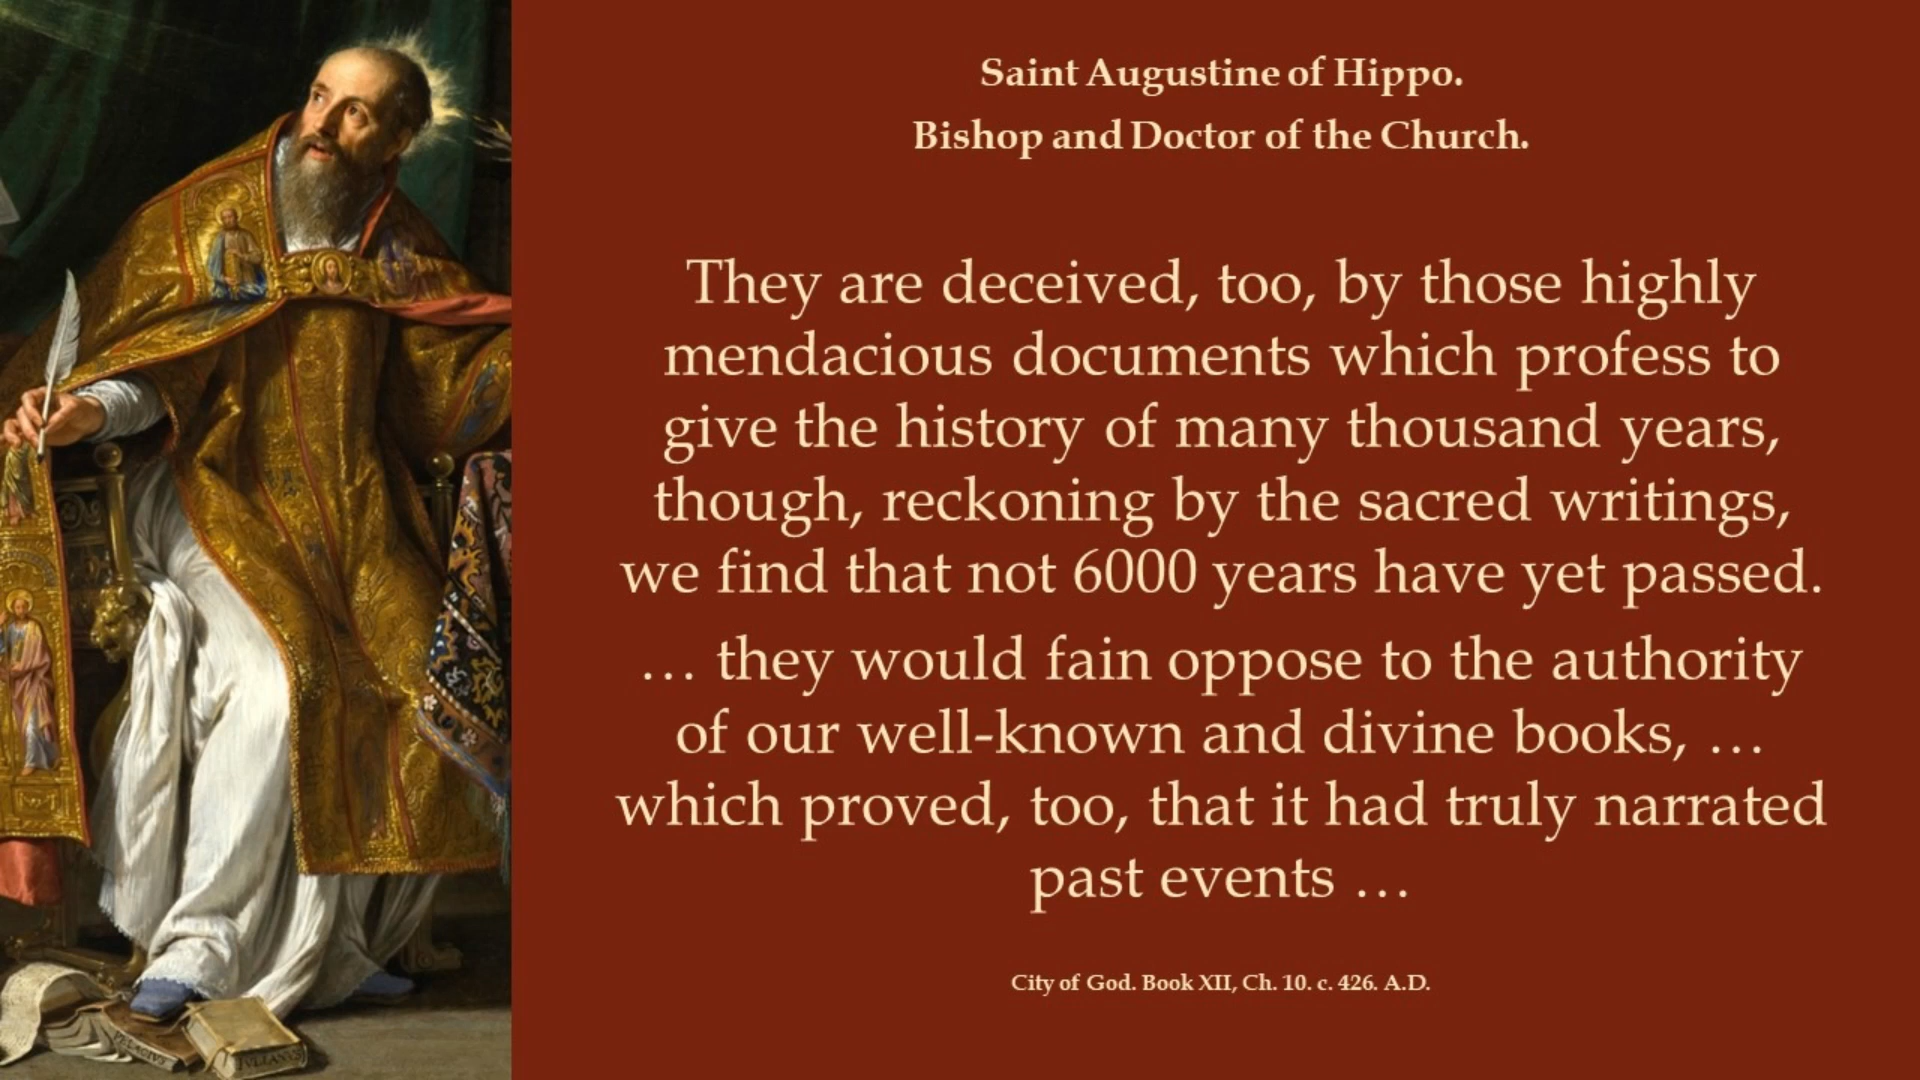 Saint Augustine of Hippo.
Bishop and Doctor of the Church.
They are deceived, too, by those highly
mendacious documents which profess to
give the history of many thousand years,
though, reckoning by the sacred writings,
we find that not 6000 years have yet passed.
… they would fain oppose to the authority
of our well-known and divine books, …
which proved, too, that it had truly narrated
past events …
City of God. Book XII, Ch. 10. c. 426. A.D.
PELAGIVS
IVLIANVS